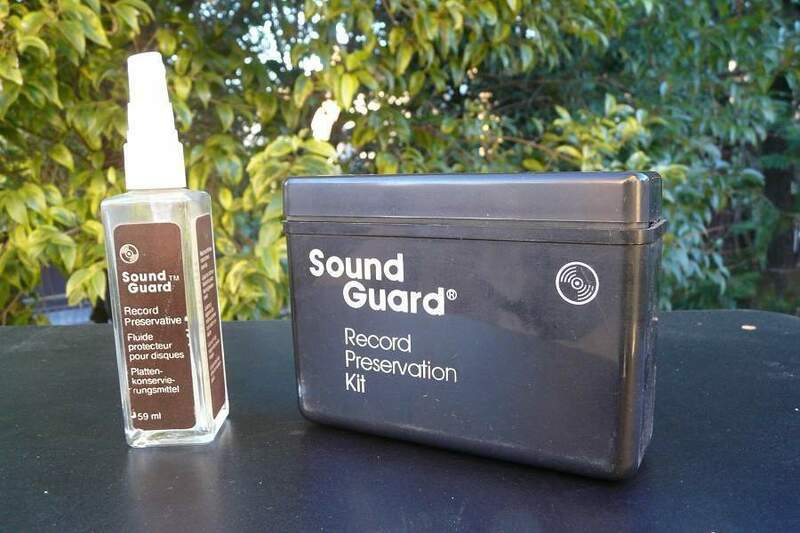 Sound™
Guard
Record
Preservative
Fluide
protecteur
pour disques
Platten-
konservie-
rungsmittel
59 ml
Sound
Guard®
Record
Preservation
Kit